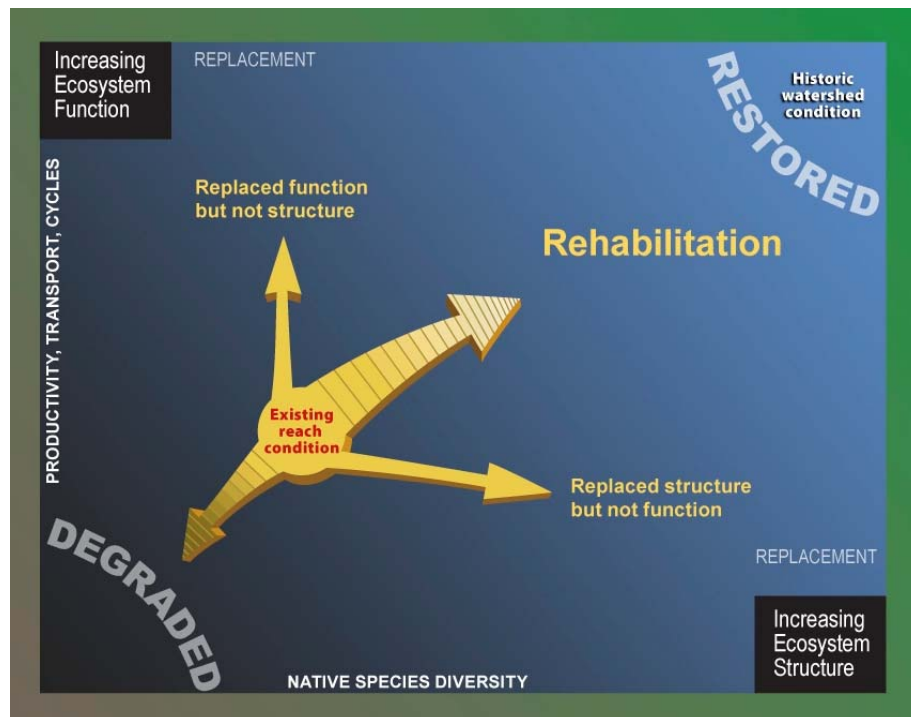 Increasing
Ecosystem
Function
REPLACEMENT
RESTORED
Historic
watershed
condition
PRODUCTIVITY, TRANSPORT, CYCLES
Replaced function
but not structure
Rehabilitation
Existing
reach
condition
Replaced structure
but not function
DEGRADED
REPLACEMENT
Increasing
Ecosystem
Structure
NATIVE SPECIES DIVERSITY